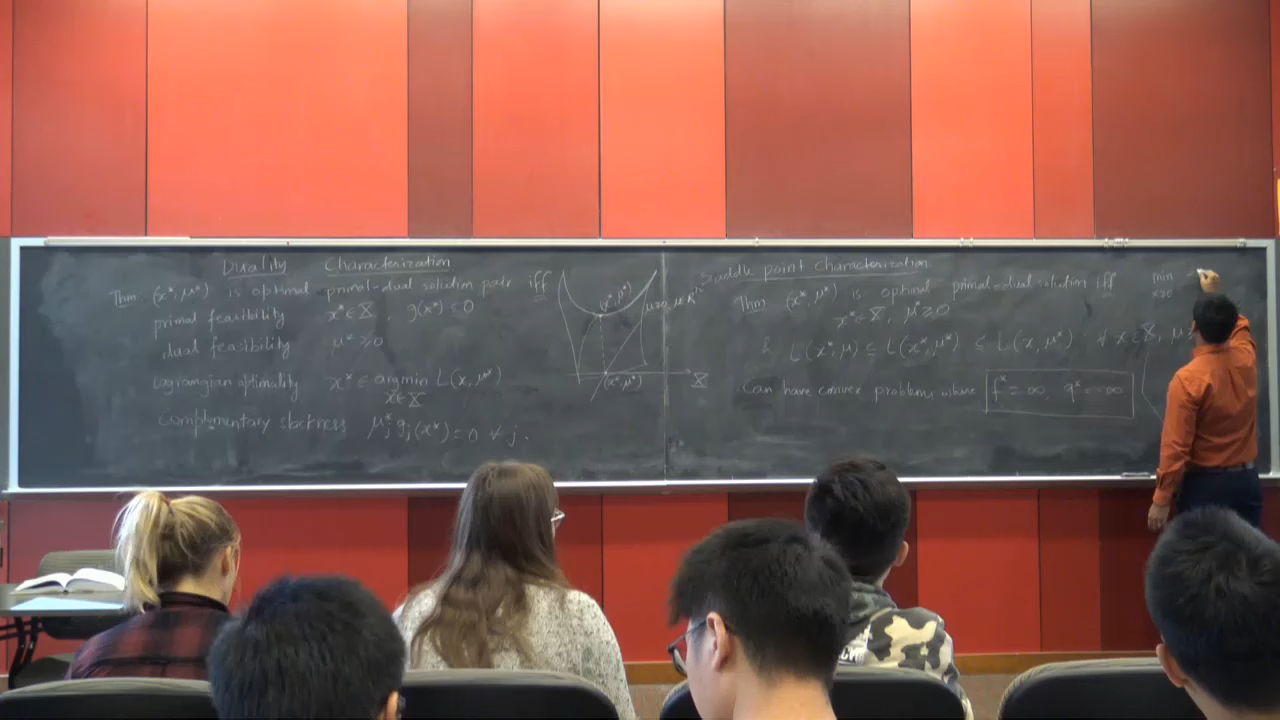 Duality Characterization
Thm: (x*, μ*) is optimal primal-dual solution pair iff
primal feasibility x* ∈ X g(x*) ≤ 0
dual feasibility μ* ≥ 0
Lagrangian optimality x* ∈ argmin L(x, μ*)
x ∈ X
Complementary slackness μj* gj(x*) = 0 ∀ j.
(x*, μ*)
(x*, μ*)
X
Saddle point characterization
Thm: (x*, μ*) is optimal primal-dual solution iff
x* ∈ X, μ* ≥ 0
& L(x*, μ) ≤ L(x*, μ*) ≤ L(x, μ*) ∀ x ∈ X, μ ≥
Can have convex problems where f* = ∞, q* = -∞
min
x≥0